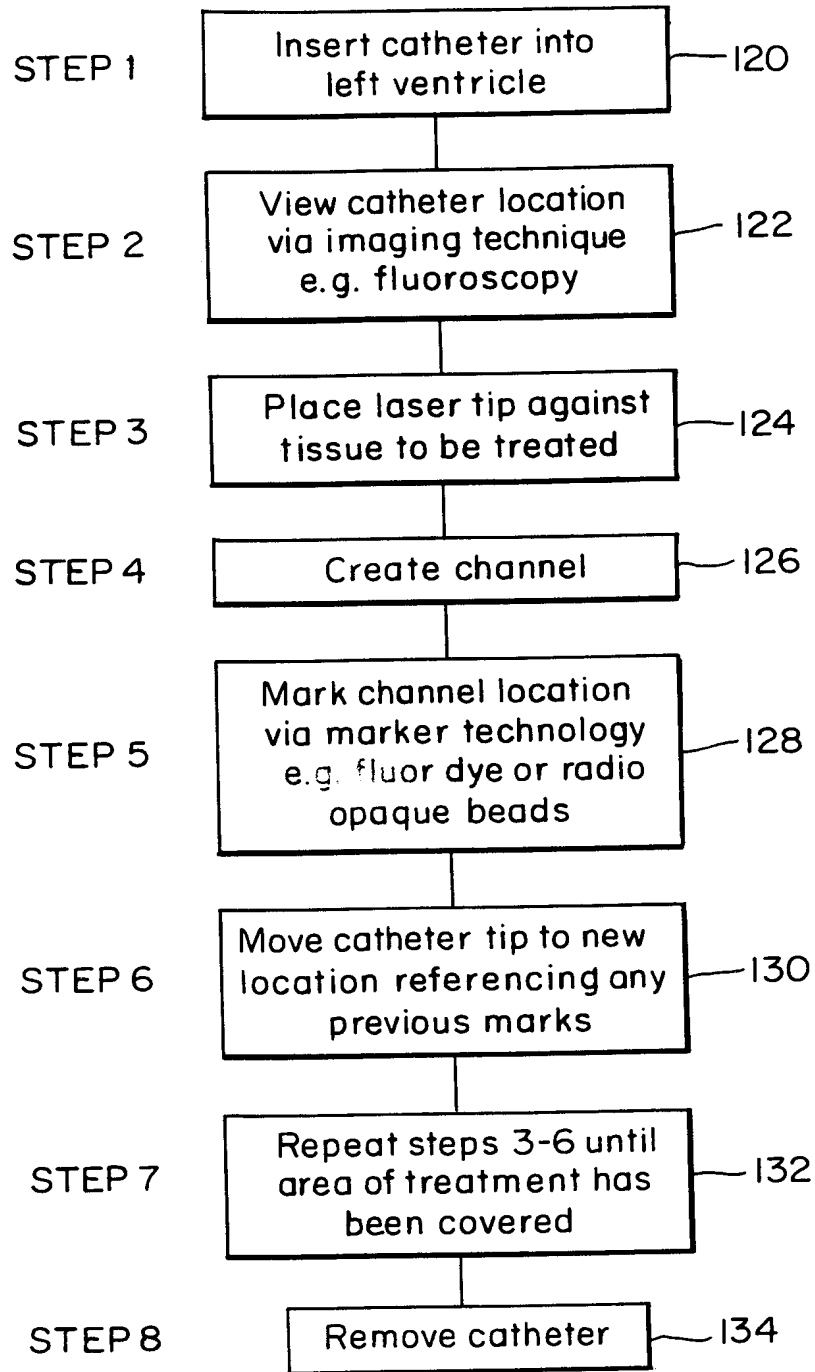 STEP 1
Insert catheter into
left ventricle
120
STEP 2
View catheter location
via imaging technique
e.g. fluoroscopy
122
STEP 3
Place laser tip against
tissue to be treated
124
STEP 4
Create channel
126
STEP 5
Mark channel location
via marker technology
e.g. fluor dye or radio
opaque beads
128
STEP 6
Move catheter tip to new
location referencing any
previous marks
130
STEP 7
Repeat steps 3-6 until
area of treatment has
been covered
132
STEP 8
Remove catheter
134